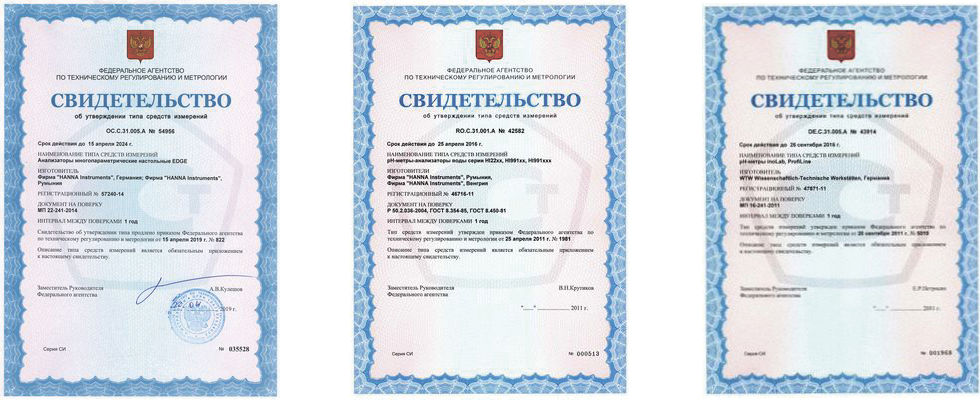 ФЕДЕРАЛЬНОЕ АГЕНТСТВО
ПО ТЕХНИЧЕСКОМУ РЕГУЛИРОВАНИЮ И МЕТРОЛОГИИ
СВИДЕТЕЛЬСТВО
об утверждении типа средств измерений
OC.C.31.005.A № 54956
Срок действия до 15 апреля 2024 г.
НАИМЕНОВАНИЕ ТИПА СРЕДСТВ ИЗМЕРЕНИЙ
Анализаторы многопараметрические настольные EDGE
ИЗГОТОВИТЕЛЬ
Фирма "HANNA Instruments", Германия; Фирма "HANNA Instruments",
Румыния
РЕГИСТРАЦИОННЫЙ № 57240-14
ДОКУМЕНТ НА ПОВЕРКУ
МП 22-241-2014
ИНТЕРВАЛ МЕЖДУ ПОВЕРКАМИ 1 год
Свидетельство об утверждении типа продлено приказом Федерального агентства
по техническому регулированию и метрологии от 15 апреля 2019 г. № 822
Описание типа средств измерений является обязательным приложением
к настоящему свидетельству.
Заместитель Руководителя А.В.Кулешов
Федерального агентства
2019 г.
Серия СИ № 035528
ФЕДЕРАЛЬНОЕ АГЕНТСТВО
ПО ТЕХНИЧЕСКОМУ РЕГУЛИРОВАНИЮ И МЕТРОЛОГИИ
СВИДЕТЕЛЬСТВО
об утверждении типа средств измерений
RO.C.31.001.A № 42582
Срок действия до 25 апреля 2016 г.
НАИМЕНОВАНИЕ ТИПА СРЕДСТВ ИЗМЕРЕНИЙ
pH-метры-анализаторы воды серии HI22xx, HI991xx, HI991xxx
ИЗГОТОВИТЕЛИ
Фирма "HANNA Instruments", Румыния,
Фирма "HANNA Instruments", Венгрия
РЕГИСТРАЦИОННЫЙ № 46716-11
ДОКУМЕНТ НА ПОВЕРКУ
Р 50.2.036-2004, ГОСТ 8.354-85, ГОСТ 8.450-81
ИНТЕРВАЛ МЕЖДУ ПОВЕРКАМИ 1 год
Тип средств измерений утвержден приказом Федерального агентства по
техническому регулированию и метрологии от 25 апреля 2011 г. № 1981
Описание типа средств измерений является обязательным приложением
к настоящему свидетельству.
Заместитель Руководителя В.Н.Крутиков
Федерального агентства
"___" ............ 2011 г.
Серия СИ № 000513
ФЕДЕРАЛЬНОЕ АГЕНТСТВО
ПО ТЕХНИЧЕСКОМУ РЕГУЛИРОВАНИЮ И МЕТРОЛОГИИ
СВИДЕТЕЛЬСТВО
об утверждении типа средств измерений
DE.C.31.005.A № 43914
Срок действия до 26 сентября 2016 г.
НАИМЕНОВАНИЕ ТИПА СРЕДСТВ ИЗМЕРЕНИЙ
pH-метры inoLab, ProfiLine
ИЗГОТОВИТЕЛЬ
WTW Wissenschaftlich-Technische Werkstätten, Германия
РЕГИСТРАЦИОННЫЙ № 47871-11
ДОКУМЕНТ НА ПОВЕРКУ
МП 16-241-2011
ИНТЕРВАЛ МЕЖДУ ПОВЕРКАМИ 1 год
Тип средств измерений утвержден приказом Федерального агентства по
техническому регулированию и метрологии от 26 сентября 2011 г. №
Описание типа средств измерений является обязательным приложением
к настоящему свидетельству.
Заместитель Руководителя Е.Р.Петросян
Федерального агентства
"___" ............ 2011 г.
Серия СИ № 001968